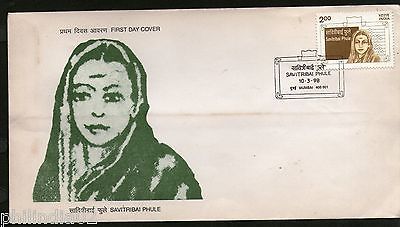 प्रथम दिवस आवरण FIRST DAY COVER
2.00
भारत INDIA
सावित्रीबाई फुले
Savitribai Phule
सावित्रीबाई फुले
SAVITRIBAI PHULE
10-3-98
मुंबई MUMBAI 400 001
सावित्रीबाई फुले SAVITRIBAI PHULE
philindia02